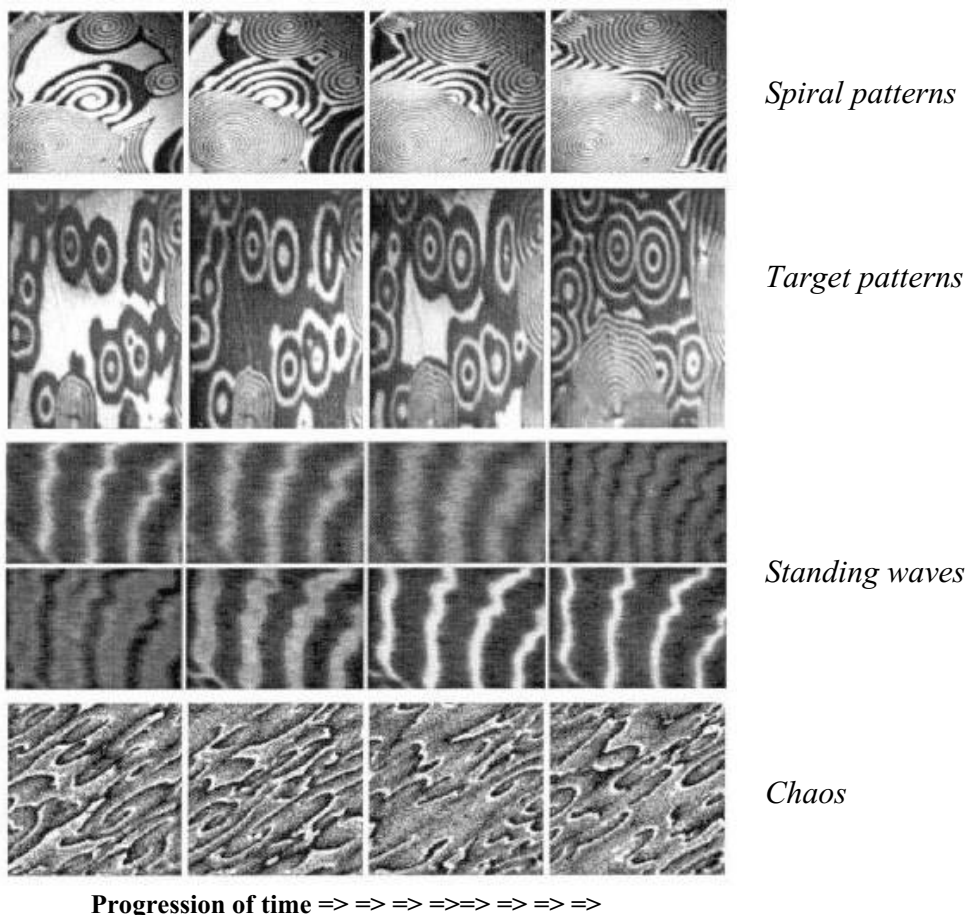 Spiral patterns
Target patterns
Standing waves
Chaos
Progression of time => => => =>=> => => =>